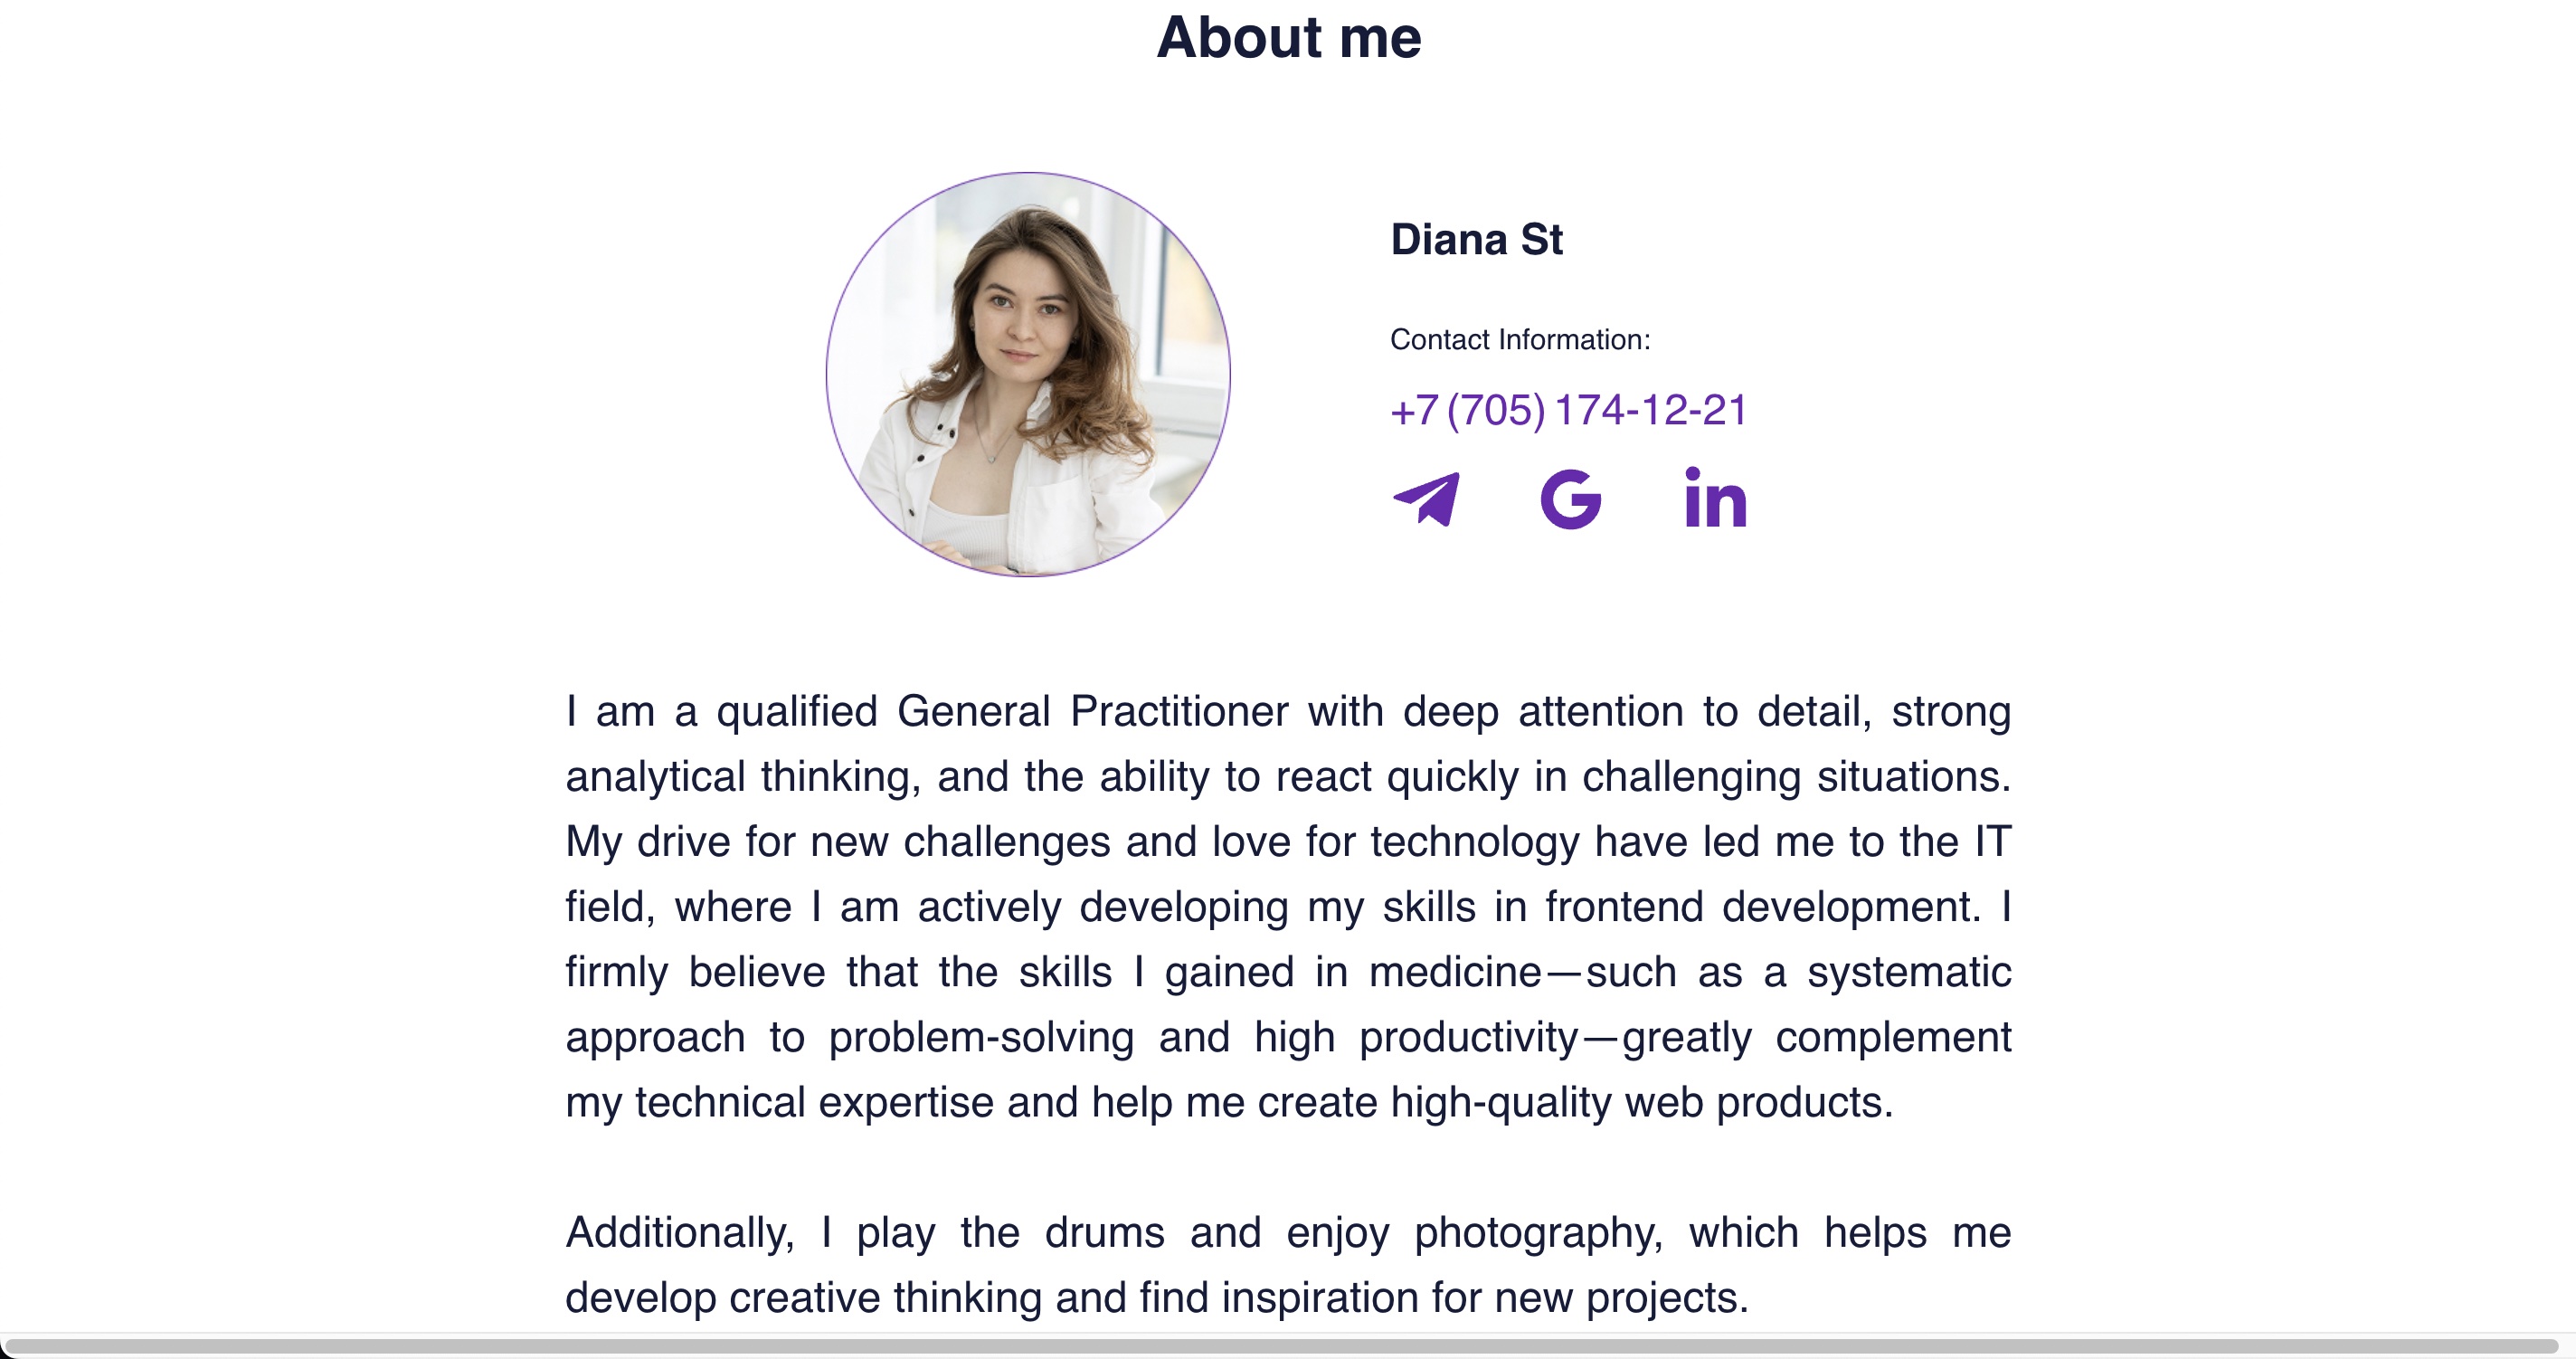 About me
Diana St
Contact Information:
+7 (705) 174-12-21
I am a qualified General Practitioner with deep attention to detail, strong
analytical thinking, and the ability to react quickly in challenging situations.
My drive for new challenges and love for technology have led me to the IT
field, where I am actively developing my skills in frontend development. I
firmly believe that the skills I gained in medicine—such as a systematic
approach to problem-solving and high productivity—greatly complement
my technical expertise and help me create high-quality web products.
Additionally, I play the drums and enjoy photography, which helps me
develop creative thinking and find inspiration for new projects.